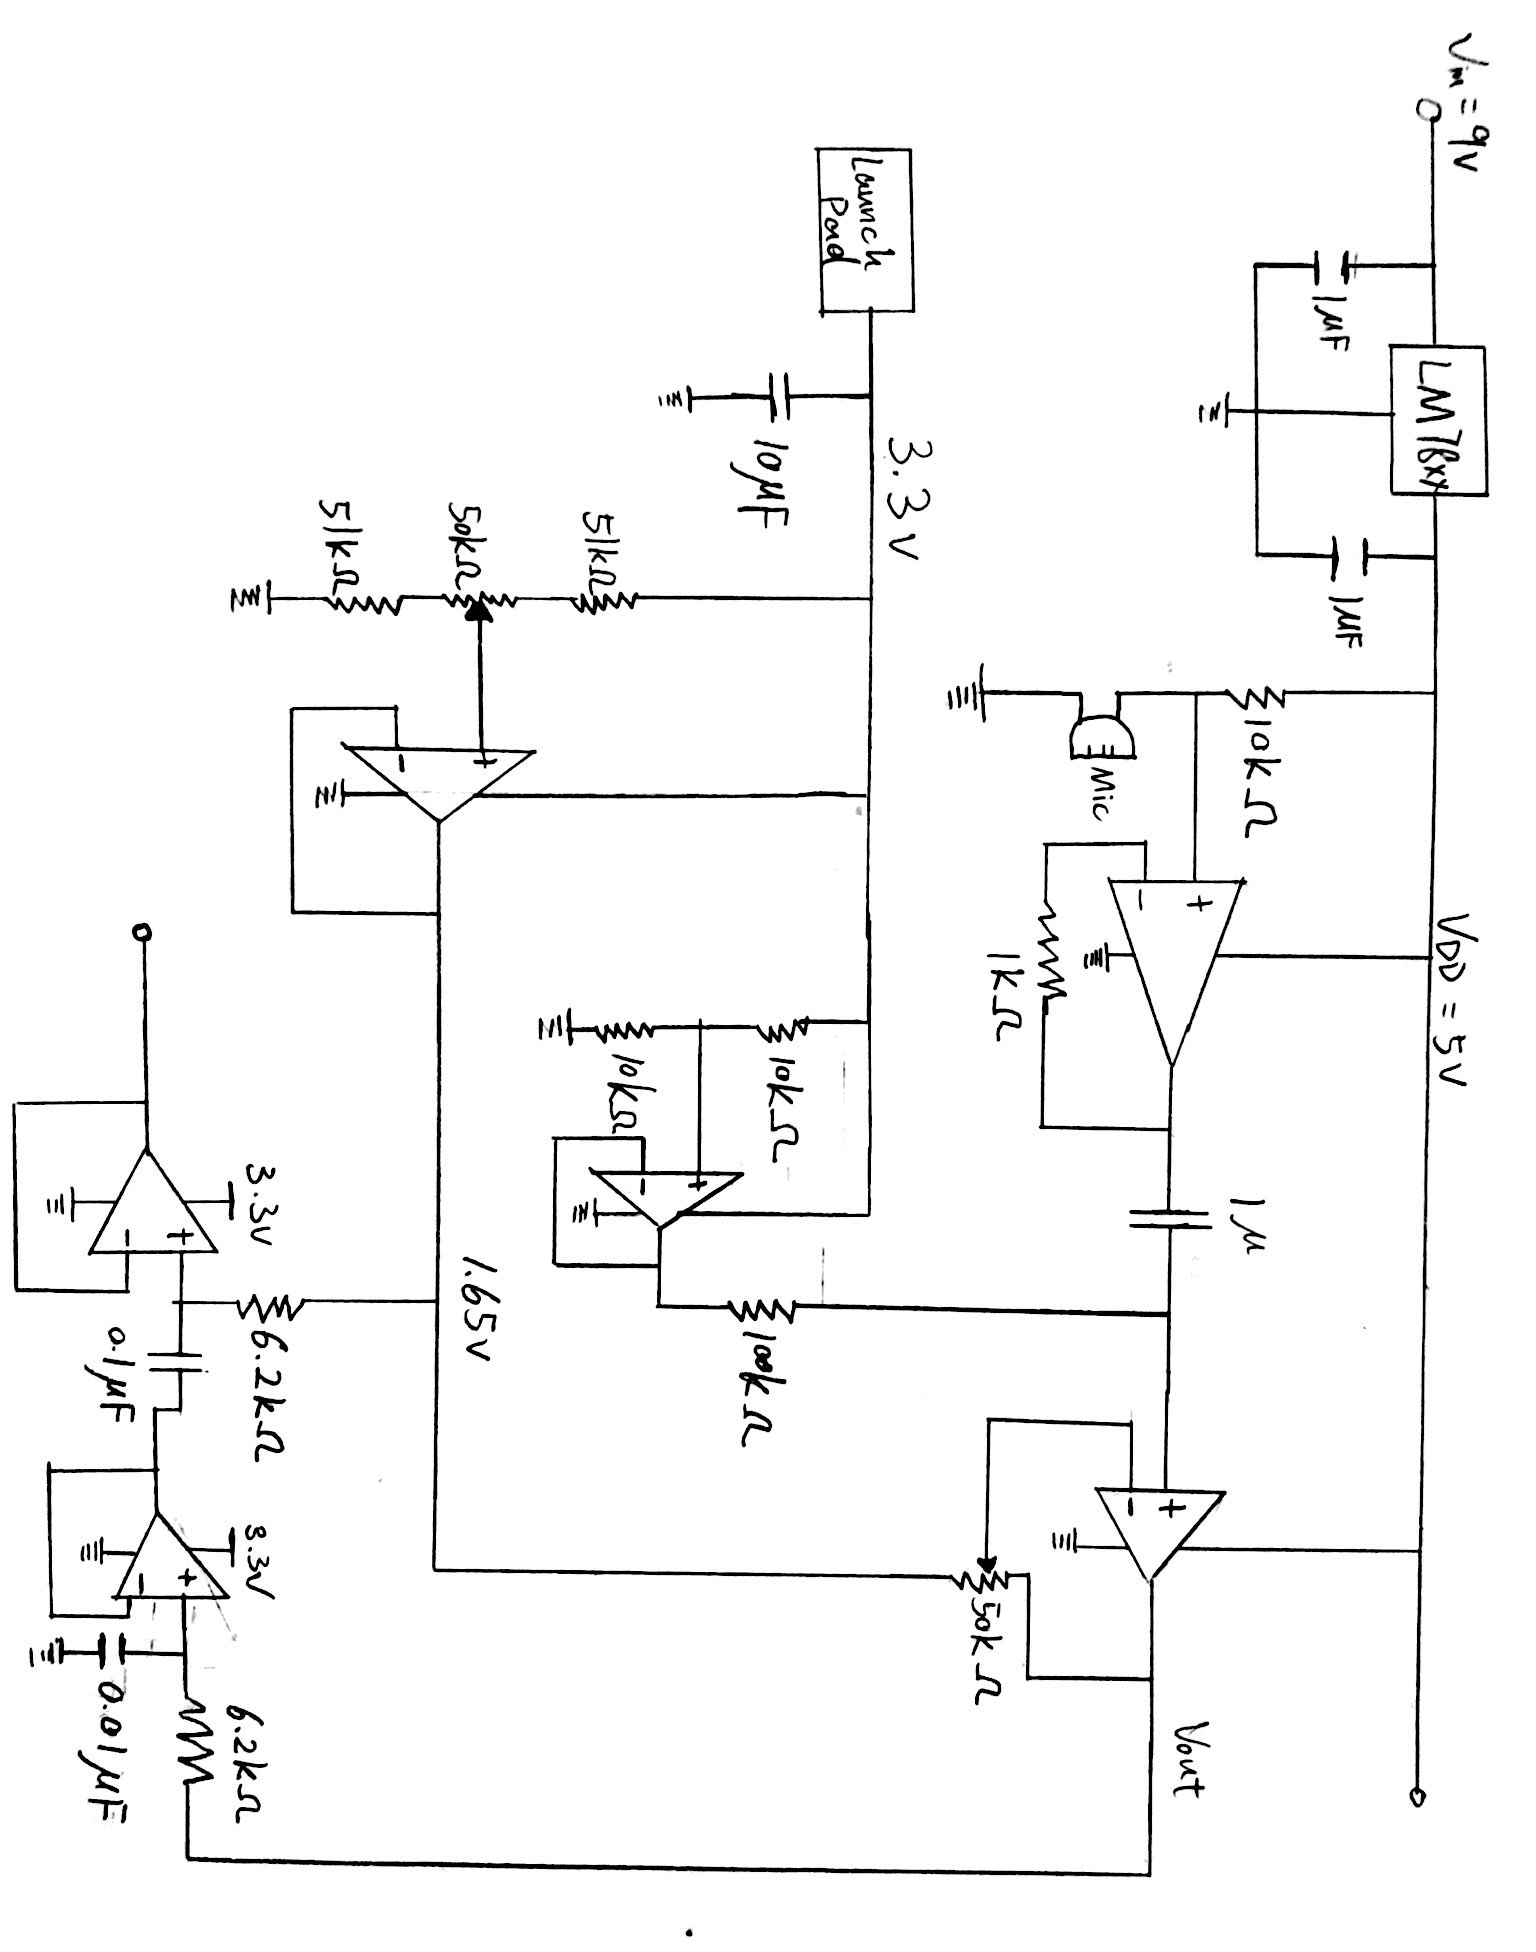 Vin = 9V
LM78xx
1μF
1μF
VDD = 5V
10kΩ
Mic
+
-
1kΩ
1μ
+
-
50kΩ
Vout
Launch
Pad
3.3V
10μF
51kΩ
50kΩ
51kΩ
+
-
10kΩ
10kΩ
+
-
100kΩ
1.65V
3.3V
+
-
6.2kΩ
0.1μF
3.3V
+
-
6.2kΩ
0.01μF